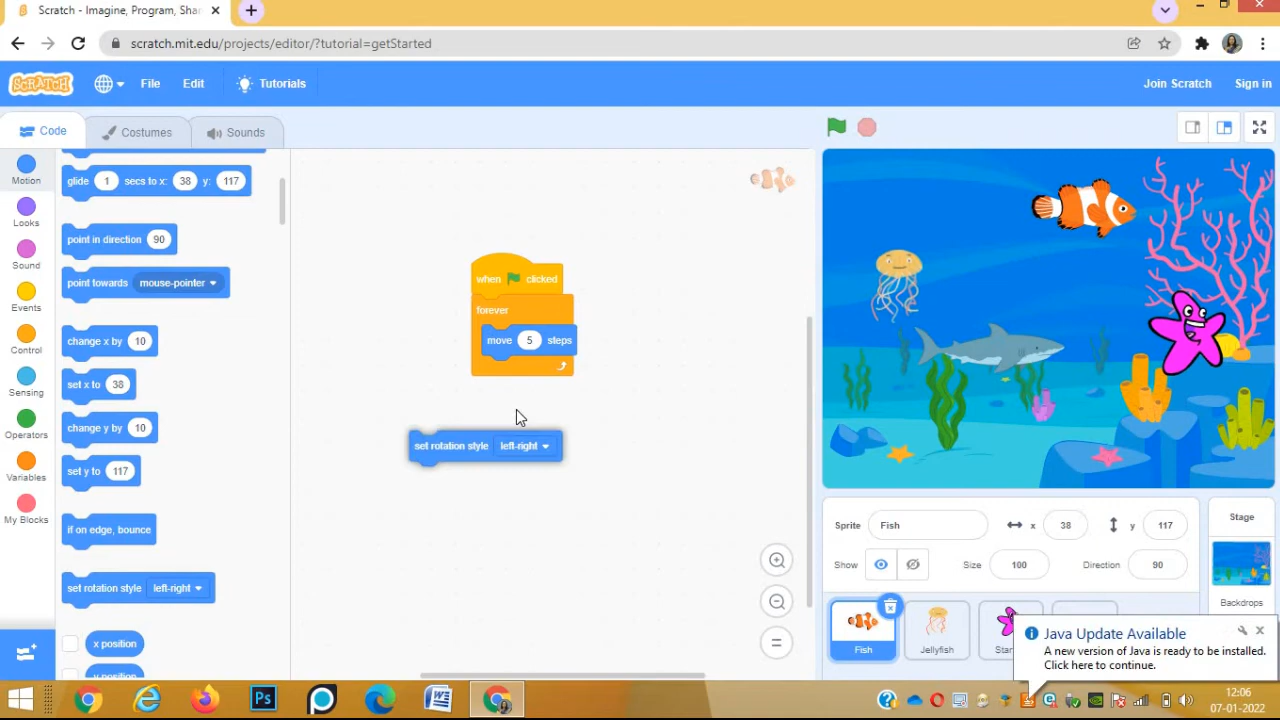 Scratch - Imagine, Program, Sha
scratch.mit.edu/projects/editor/?tutorial=getStarted
SCRATCH
File
Edit
Tutorials
Join Scratch
Sign in
Code
Costumes
Sounds
Motion
Looks
Sound
Events
Control
Sensing
Operators
Variables
My Blocks
glide 1 secs to x: 38 y: 117
point in direction 90
point towards mouse-pointer
change x by 10
set x to 38
change y by 10
set y to 117
if on edge, bounce
set rotation style left-right
x position
y position
when clicked
forever
move 5 steps
set rotation style left-right
Sprite Fish x 38 y 117
Show Size 100 Direction 90
Fish
Jellyfish
Star
Stage
Backdrops
Java Update Available
A new version of Java is ready to be installed.
Click here to continue.
Ps
W
12:06
07-01-2022